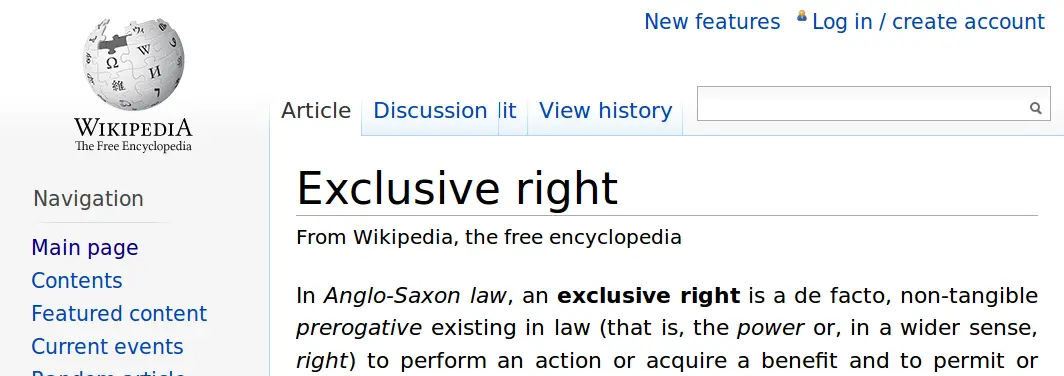 New features Log in / create account
WIKIPEDIA
The Free Encyclopedia
Article Discussion lit View history
Navigation
Main page
Contents
Featured content
Current events
Random article
Exclusive right
From Wikipedia, the free encyclopedia
In Anglo-Saxon law, an exclusive right is a de facto, non-tangible
prerogative existing in law (that is, the power or, in a wider sense,
right) to perform an action or acquire a benefit and to permit or